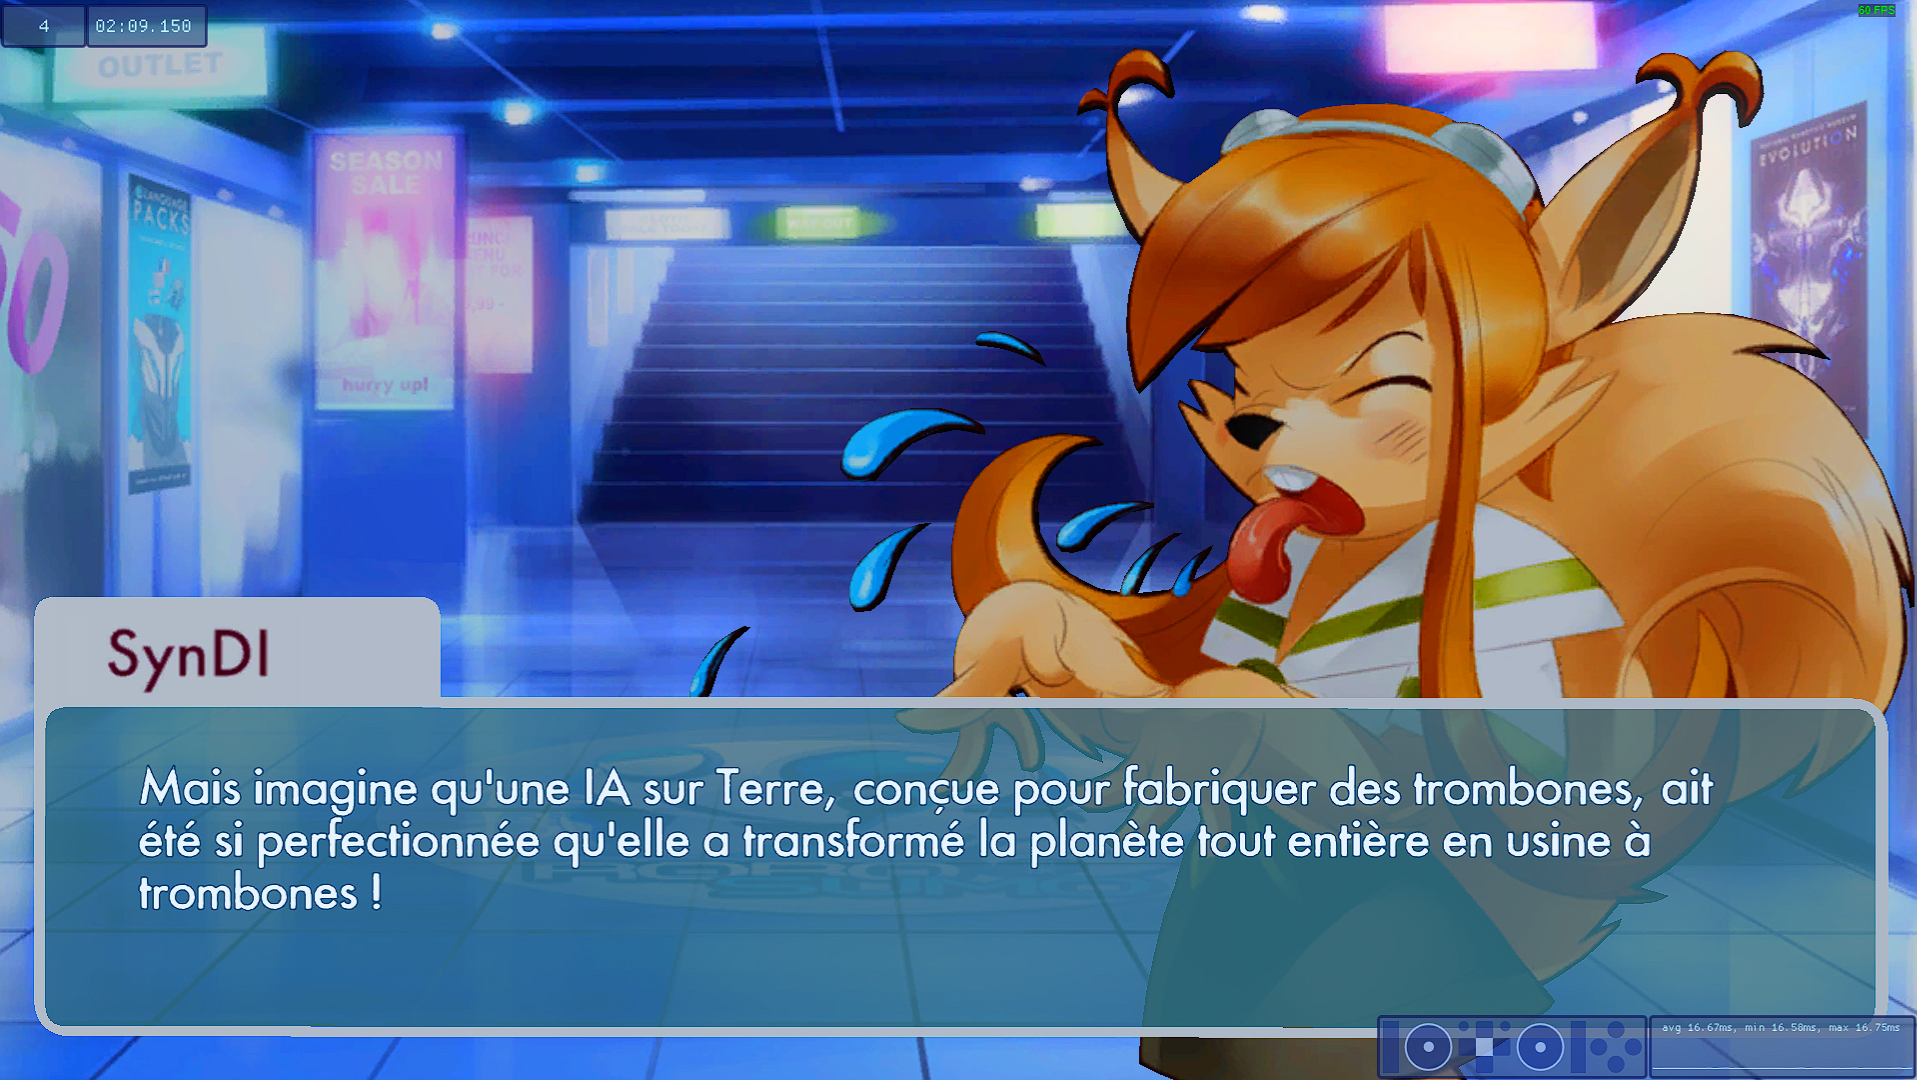 4
02:09.150
60 FPS
OUTLET
SEASON
SALE
hurry up!
PACKS
EVOLUTION
SynDI
Mais imagine qu'une IA sur Terre, conçue pour fabriquer des trombones, ait
été si perfectionnée qu'elle a transformé la planète tout entière en usine à
trombones !
avg 16.67ms, min 16.58ms, max 16.75ms